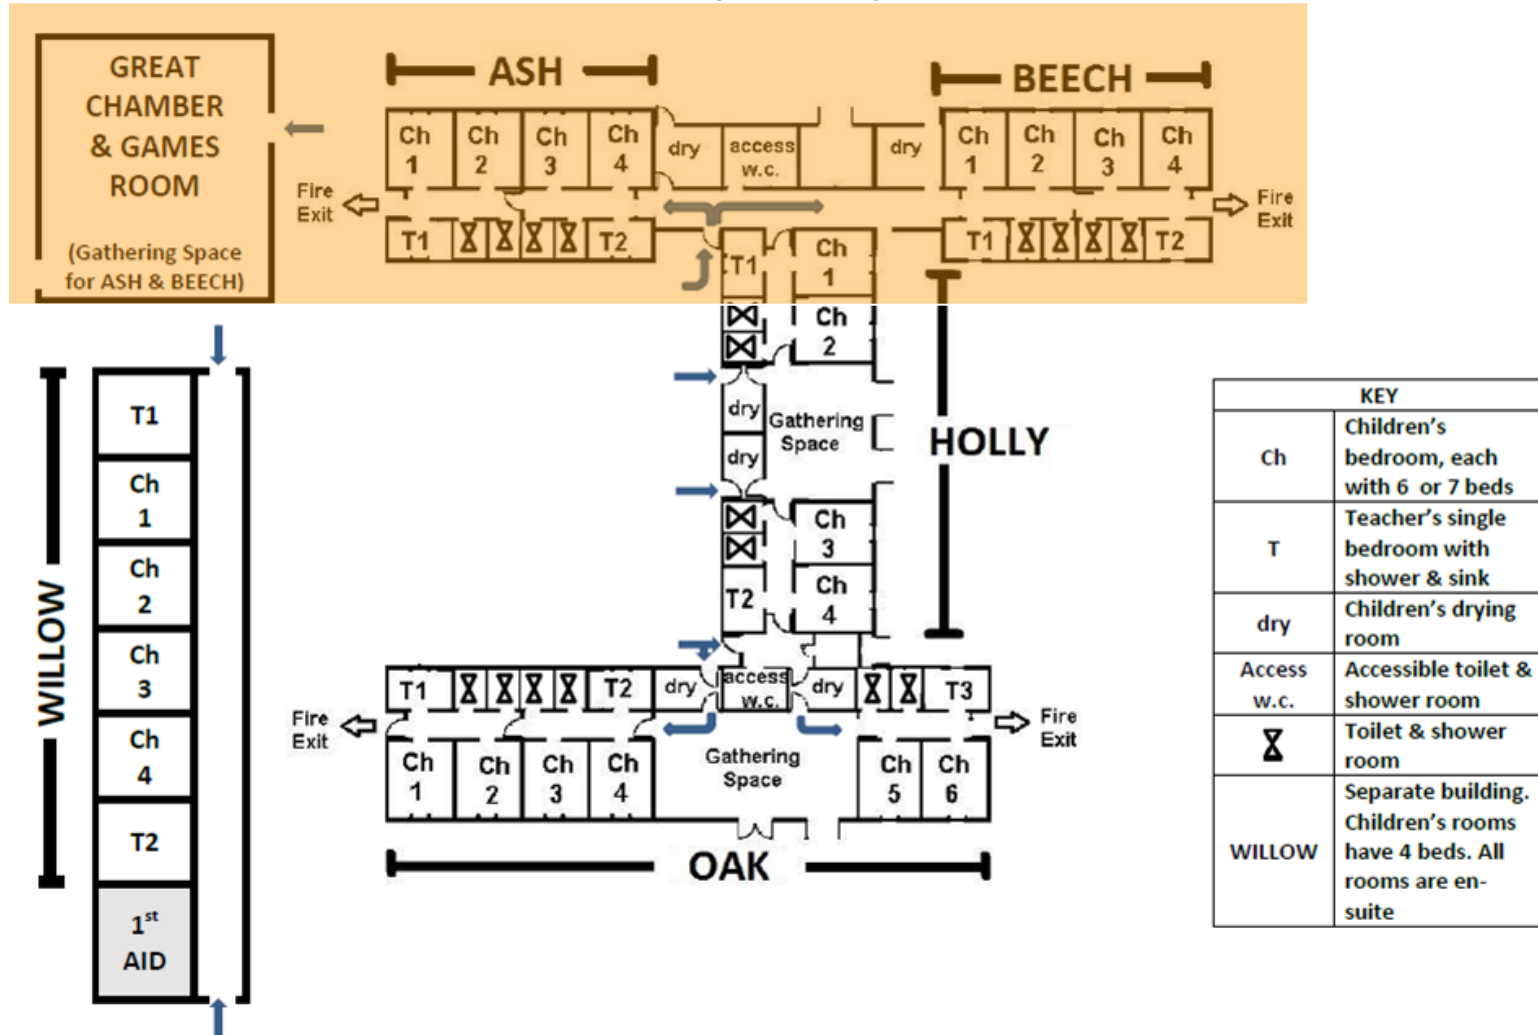 GREAT
CHAMBER
& GAMES
ROOM
(Gathering Space
for ASH & BEECH)
ASH
BEECH
Ch
1
Ch
2
Ch
3
Ch
4
dry
access
w.c.
dry
Ch
1
Ch
2
Ch
3
Ch
4
Fire
Exit
Fire
Exit
T1
T2
T1
T2
T1
Ch
1
Ch
2
dry
Gathering
Space
dry
HOLLY
Ch
3
T2
Ch
4
WILLOW
T1
Ch
1
Ch
2
Ch
3
Ch
4
T2
1st
AID
T1
T2
dry
access
w.c.
dry
T3
Fire
Exit
Fire
Exit
Ch
1
Ch
2
Ch
3
Ch
4
Gathering
Space
Ch
5
Ch
6
OAK
KEY
Ch
Children's
bedroom, each
with 6 or 7 beds
T
Teacher's single
bedroom with
shower & sink
dry
Children's drying
room
Access
w.c.
Accessible toilet &
shower room
Toilet & shower
room
WILLOW
Separate building.
Children's rooms
have 4 beds. All
rooms are en-
suite